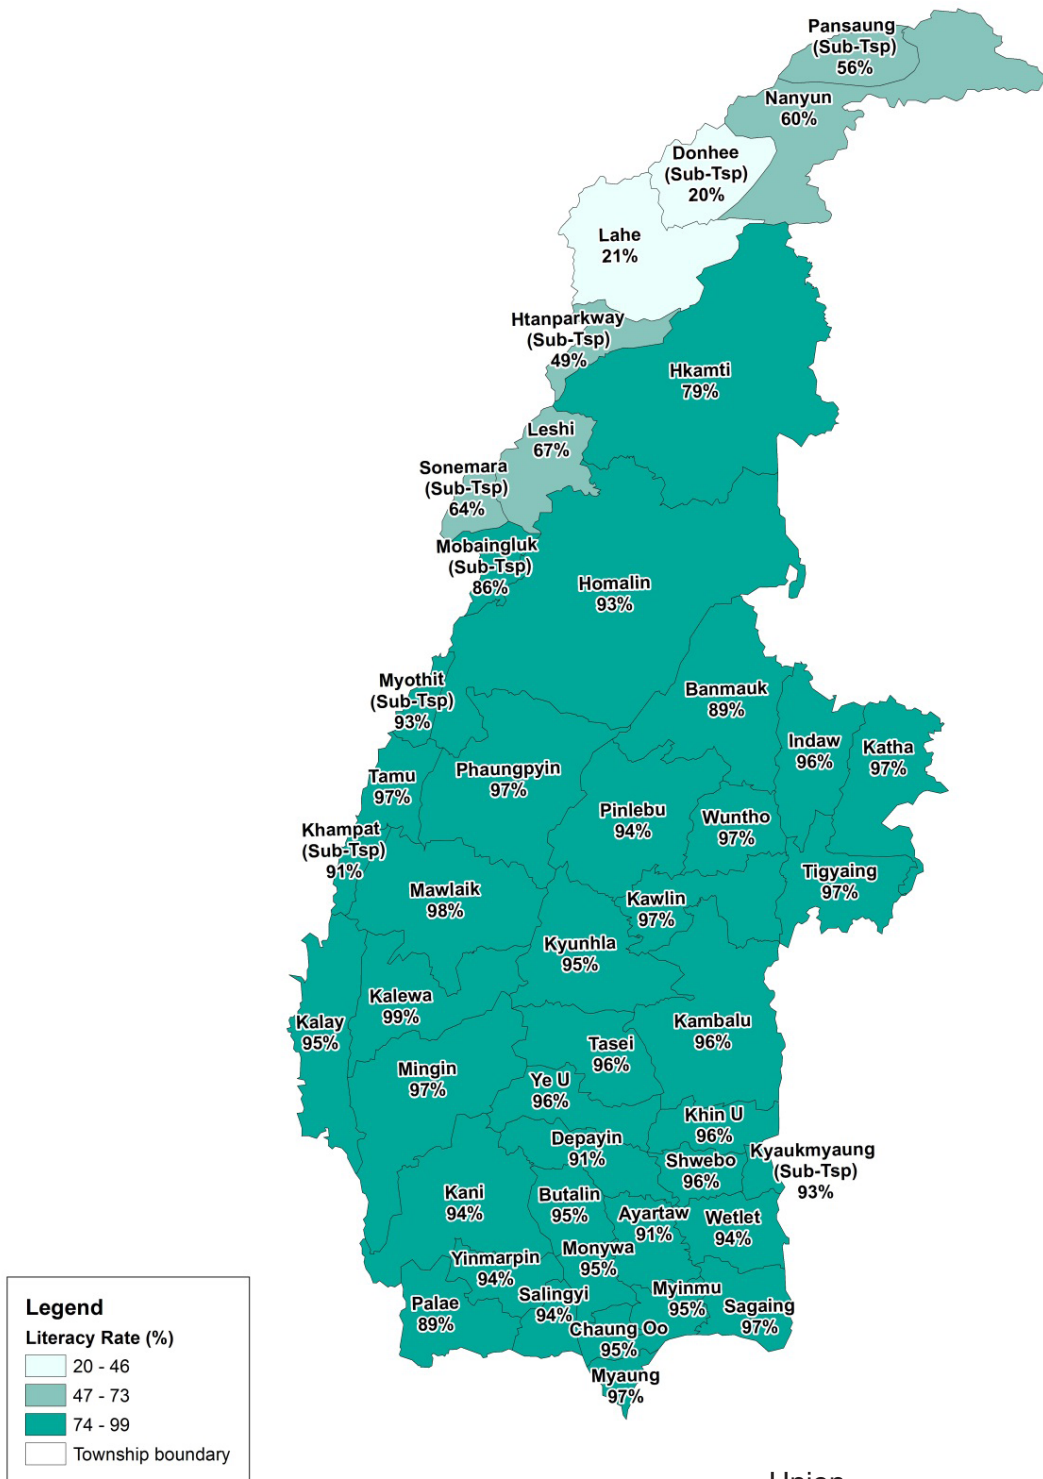 Pansaung
(Sub-Tsp)
56%
Nanyun
60%
Donhee
(Sub-Tsp)
20%
Lahe
21%
Htanparkway
(Sub-Tsp)
49%
Hkamti
79%
Leshi
67%
Sonemara
(Sub-Tsp)
64%
Mobaingluk
(Sub-Tsp)
86%
Homalin
93%
Myothit
(Sub-Tsp)
93%
Banmauk
89%
Indaw
96%
Katha
97%
Tamu
97%
Phaungpyin
97%
Pinlebu
94%
Wuntho
97%
Khampat
(Sub-Tsp)
91%
Mawlaik
98%
Kawlin
97%
Tigyaing
97%
Kyunhla
95%
Kalewa
99%
Kalay
95%
Kambalu
96%
Tasei
96%
Mingin
97%
Ye U
96%
Khin U
96%
Depayin
91%
Shwebo
96%
Kyaukmyaung
(Sub-Tsp)
93%
Kani
94%
Butalin
95%
Ayartaw
91%
Wetlet
94%
Monywa
95%
Yinmarpin
94%
Salingyi
94%
Myinmu
95%
Sagaing
97%
Palae
89%
Chaung Oo
95%
Myaung
97%
Legend
Literacy Rate (%)
20 - 46
47 - 73
74 - 99
Township boundary
Union